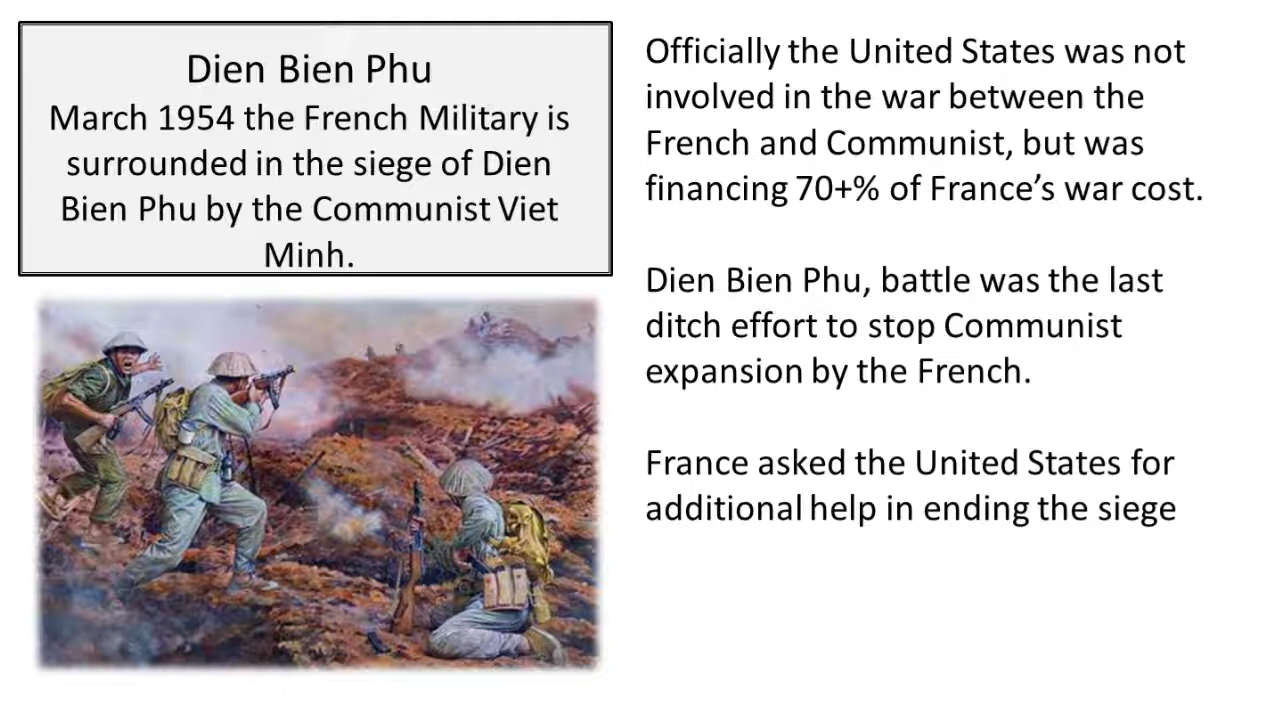 Dien Bien Phu
March 1954 the French Military is
surrounded in the siege of Dien
Bien Phu by the Communist Viet
Minh.
Officially the United States was not
involved in the war between the
French and Communist, but was
financing 70+% of France’s war cost.
Dien Bien Phu, battle was the last
ditch effort to stop Communist
expansion by the French.
France asked the United States for
additional help in ending the siege